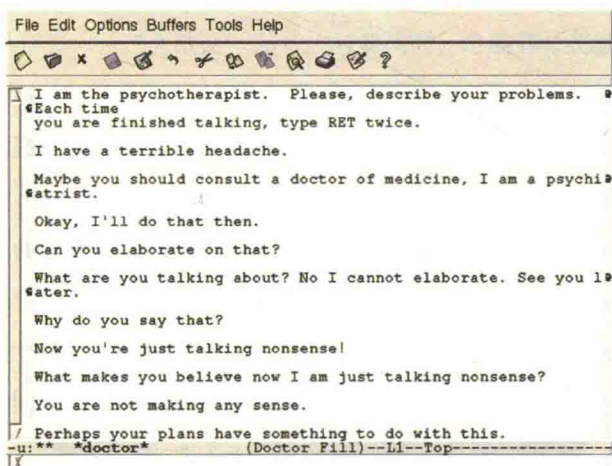 File Edit Options Buffers Tools Help
I am the psychotherapist.  Please, describe your problems.
Each time
you are finished talking, type RET twice.
I have a terrible headache.
Maybe you should consult a doctor of medicine, I am a psychi
atrist.
Okay, I'll do that then.
Can you elaborate on that?
What are you talking about? No I cannot elaborate. See you l
ater.
Why do you say that?
Now you're just talking nonsense!
What makes you believe now I am just talking nonsense?
You are not making any sense.
Perhaps your plans have something to do with this.
-u:**  *doctor*          (Doctor Fill)--L1--Top----------------